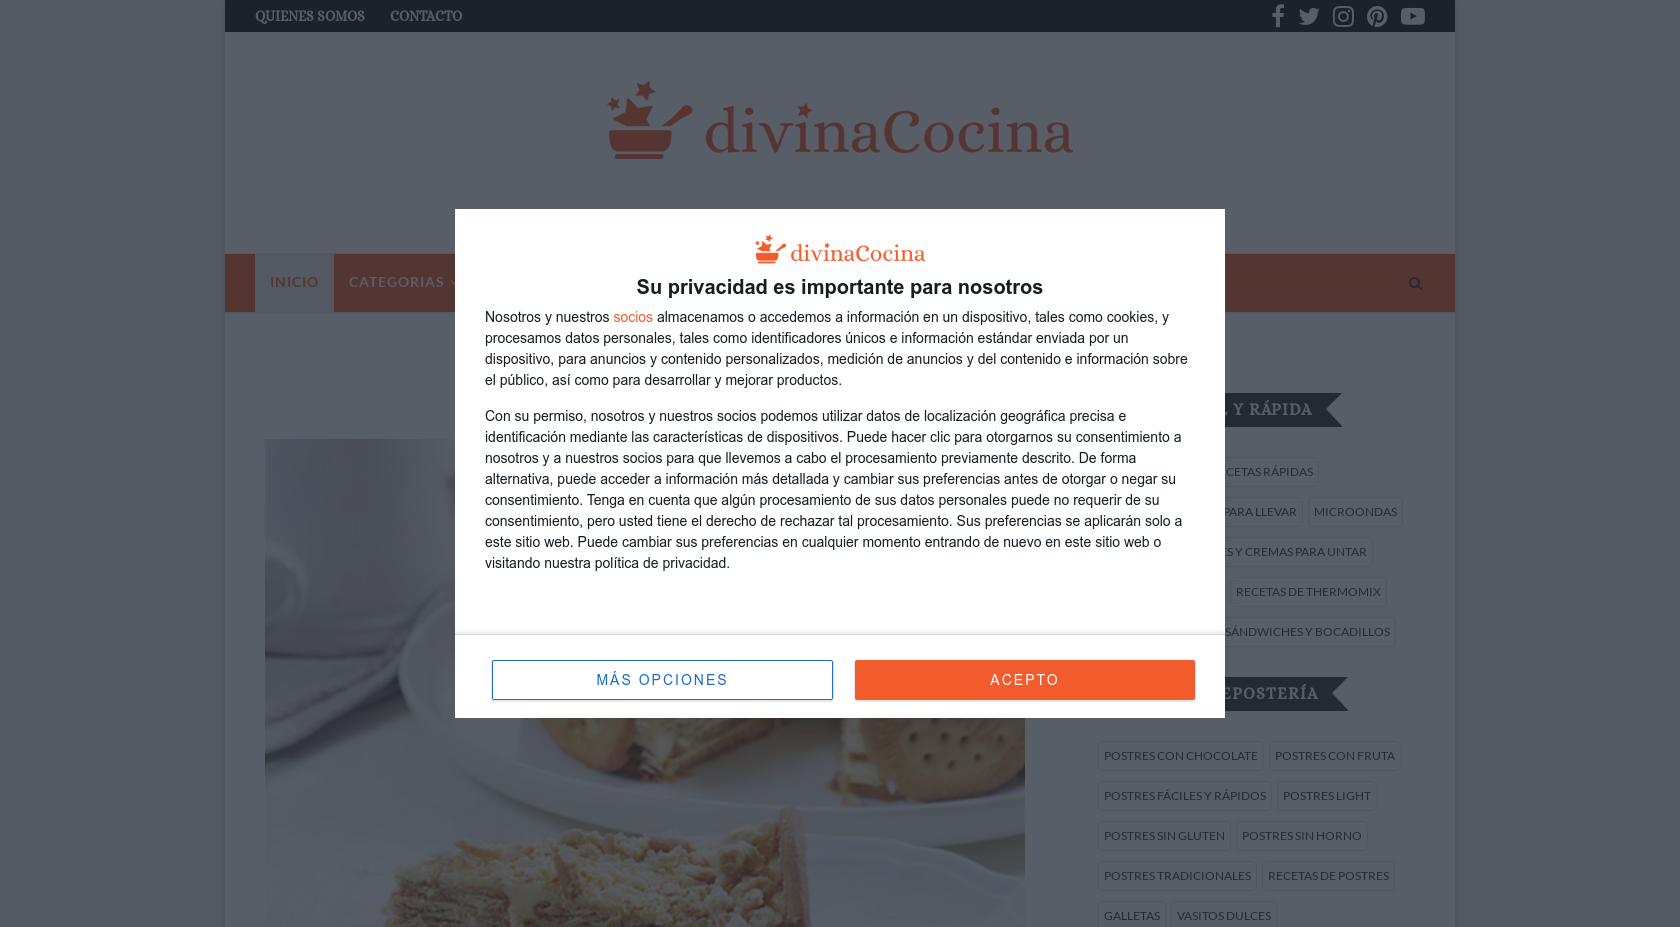 QUIENES SOMOS CONTACTO
divinaCocina
INICIO CATEGORIAS
divinaCocina
Su privacidad es importante para nosotros
Nosotros y nuestros socios almacenamos o accedemos a información en un dispositivo, tales como cookies, y
procesamos datos personales, tales como identificadores únicos e información estándar enviada por un
dispositivo, para anuncios y contenido personalizados, medición de anuncios y del contenido e información sobre
el público, así como para desarrollar y mejorar productos.
Con su permiso, nosotros y nuestros socios podemos utilizar datos de localización geográfica precisa e
identificación mediante las características de dispositivos. Puede hacer clic para otorgarnos su consentimiento a
nosotros y a nuestros socios para que llevemos a cabo el procesamiento previamente descrito. De forma
alternativa, puede acceder a información más detallada y cambiar sus preferencias antes de otorgar o negar su
consentimiento. Tenga en cuenta que algún procesamiento de sus datos personales puede no requerir de su
consentimiento, pero usted tiene el derecho de rechazar tal procesamiento. Sus preferencias se aplicarán solo a
este sitio web. Puede cambiar sus preferencias en cualquier momento entrando de nuevo en este sitio web o
visitando nuestra política de privacidad.
MÁS OPCIONES ACEPTO
Y RÁPIDA
RÁPIDAS
PARA LLEVAR MICROONDAS
Y CREMAS PARA UNTAR
RECETAS DE THERMOMIX
SÁNDWICHES Y BOCADILLOS
EPOSTERÍA
POSTRES CON CHOCOLATE POSTRES CON FRUTA
POSTRES FÁCILES Y RÁPIDOS POSTRES LIGHT
POSTRES SIN GLUTEN POSTRES SIN HORNO
POSTRES TRADICIONALES RECETAS DE POSTRES
GALLETAS VASITOS DULCES